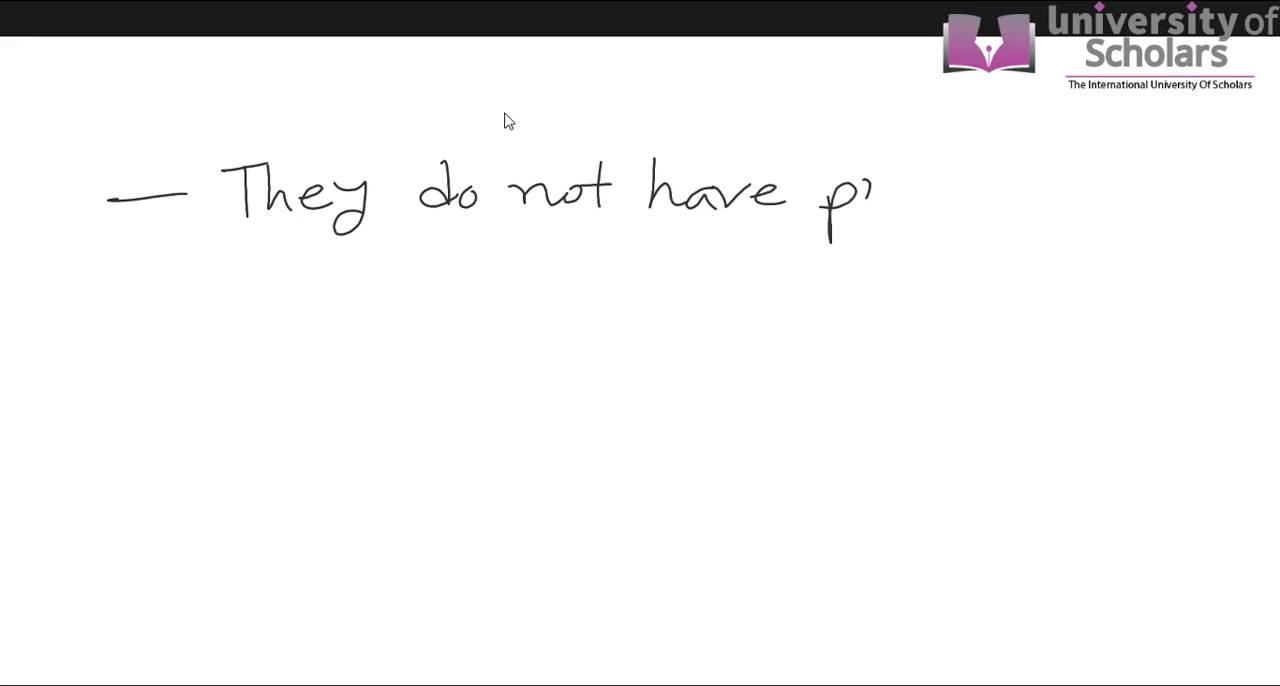 university of
Scholars
The International University Of Scholars
— They do not have p